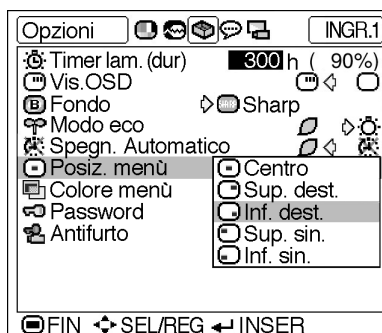 Opzioni INGR.1
Timer lam. (dur) 300 h ( 90%)
Vis.OSD
B Fondo Sharp
Modo eco
Spegn. Automatico
Posiz. menù Centro
Sup. dest.
Colore menù Inf. dest.
Password Sup. sin.
Antifurto Inf. sin.
FIN SEL/REG INSER